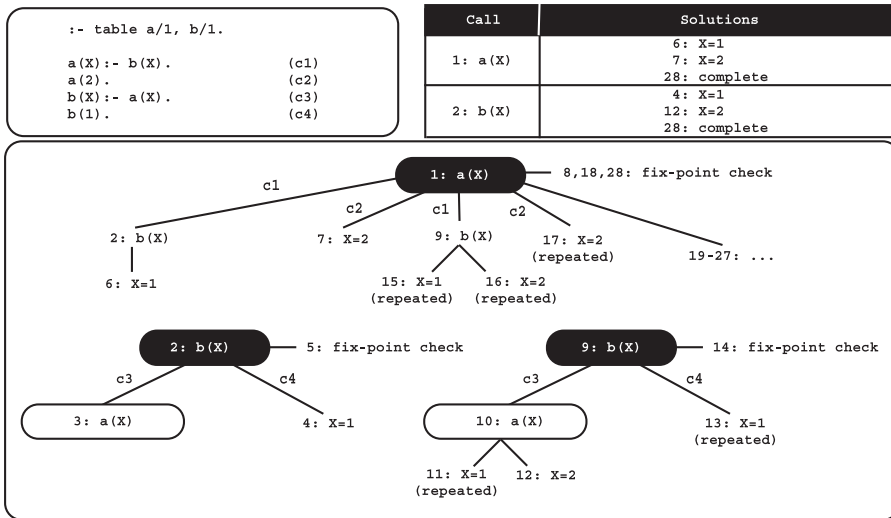 :- table a/1, b/1.
a(X):- b(X). (c1)
a(2). (c2)
b(X):- a(X). (c3)
b(1). (c4)
Call Solutions
1: a(X)
6: X=1
7: X=2
28: complete
2: b(X)
4: X=1
12: X=2
28: complete
1: a(X)
8,18,28: fix-point check
c1
c2
c1
c2
2: b(X)
7: X=2
9: b(X)
17: X=2
(repeated)
19-27: ...
6: X=1
15: X=1
(repeated)
16: X=2
(repeated)
2: b(X)
5: fix-point check
c3
c4
3: a(X)
4: X=1
9: b(X)
14: fix-point check
c3
c4
10: a(X)
13: X=1
(repeated)
11: X=1
(repeated)
12: X=2